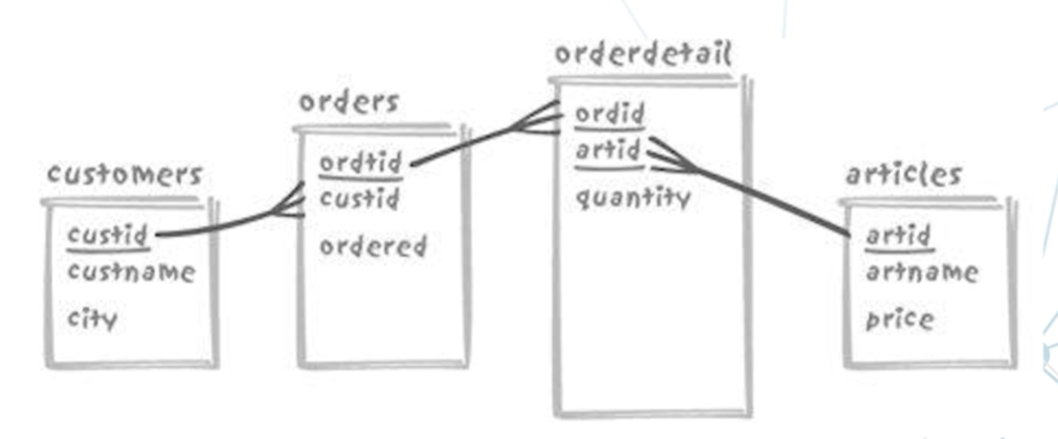 customers
custid
custname
city
orders
ordtid
custid
ordered
orderdetail
ordid
artid
quantity
articles
artid
artname
price